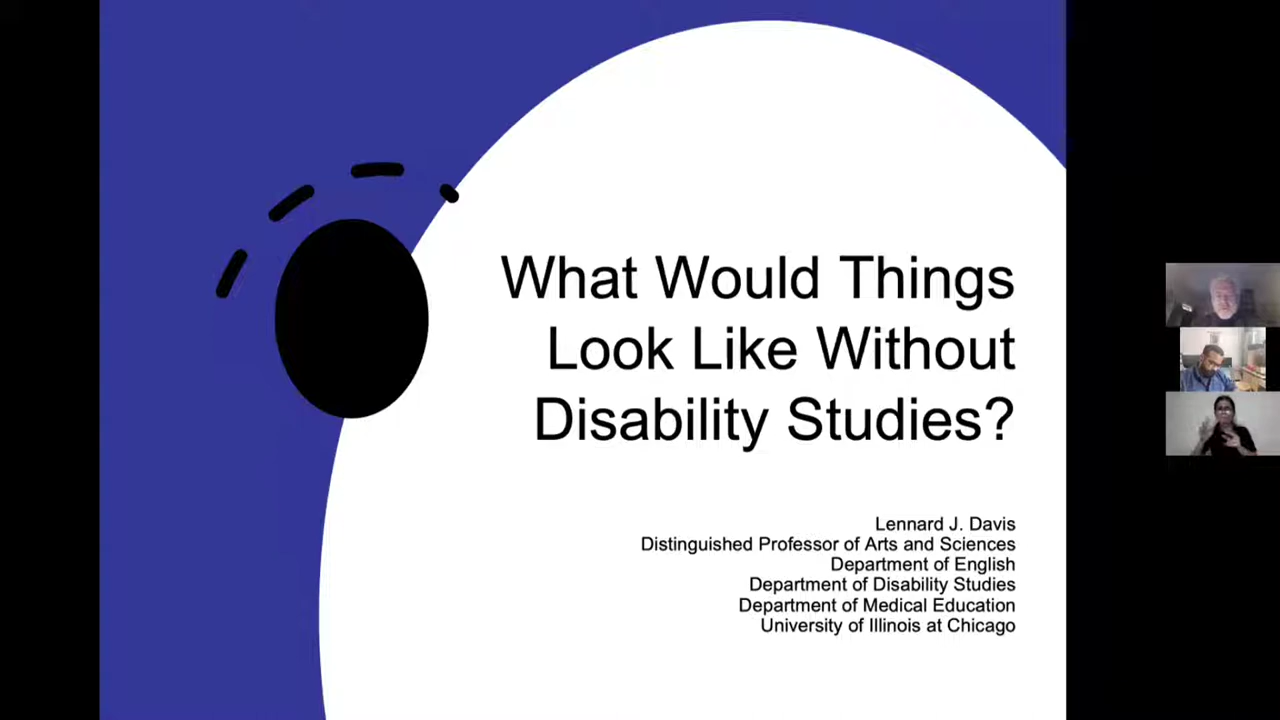 What Would Things
Look Like Without
Disability Studies?
Lennard J. Davis
Distinguished Professor of Arts and Sciences
Department of English
Department of Disability Studies
Department of Medical Education
University of Illinois at Chicago